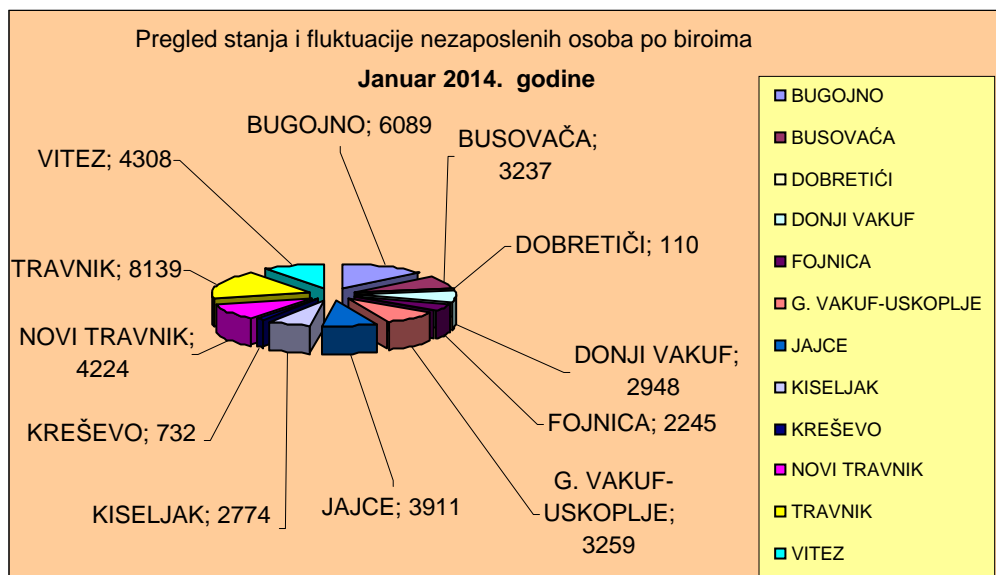 Pregled stanja i fluktuacije nezaposlenih osoba po biroima
Januar 2014. godine
BUGOJNO; 6089
BUSOVAČA;
3237
VITEZ; 4308
DOBRETIČI; 110
TRAVNIK; 8139
NOVI TRAVNIK;
4224
DONJI VAKUF;
2948
FOJNICA; 2245
KREŠEVO; 732
G. VAKUF-
USKOPLJE;
3259
JAJCE; 3911
KISELJAK; 2774
BUGOJNO
BUSOVAĆA
DOBRETIĆI
DONJI VAKUF
FOJNICA
G. VAKUF-USKOPLJE
JAJCE
KISELJAK
KREŠEVO
NOVI TRAVNIK
TRAVNIK
VITEZ